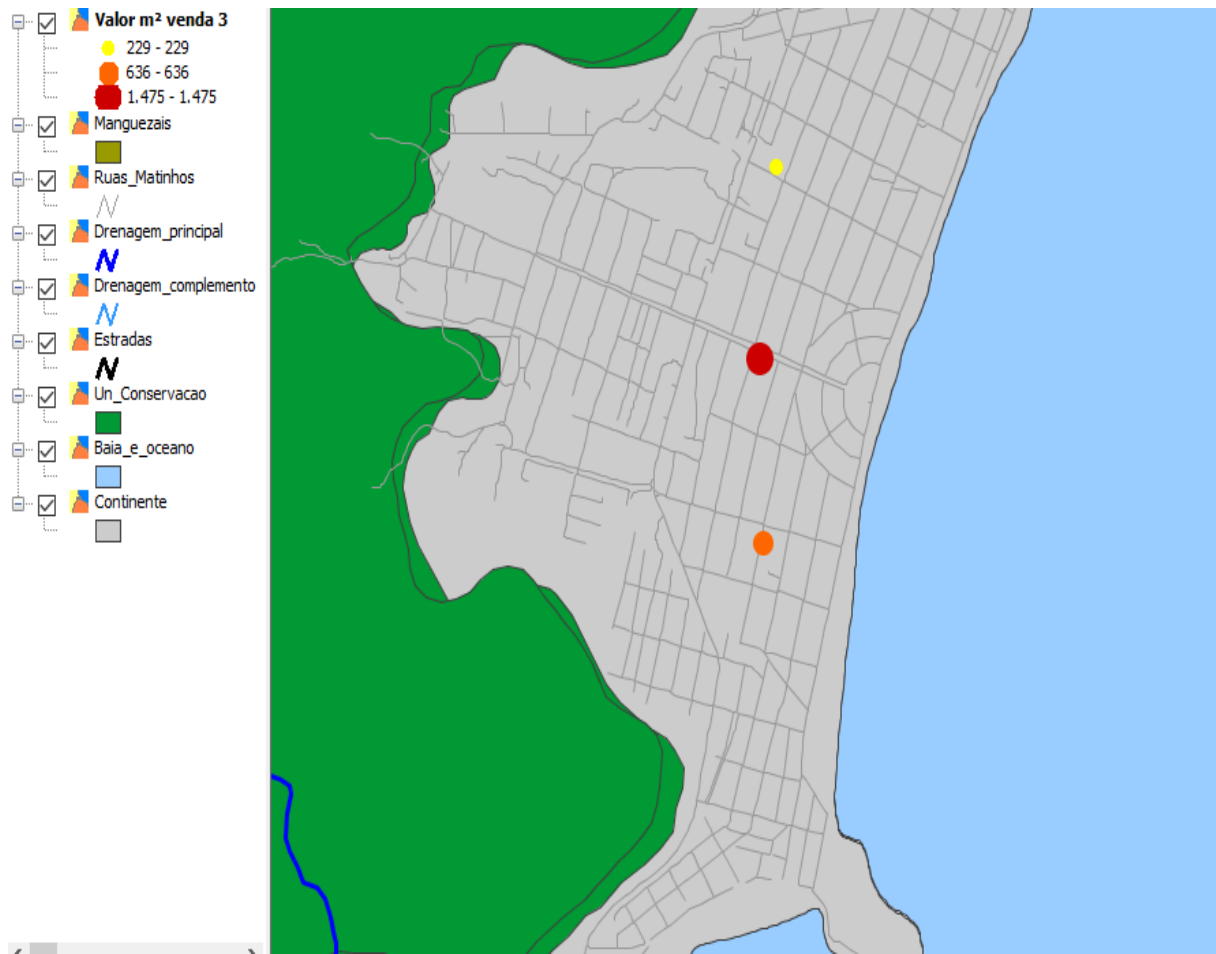 Valor m² venda 3
229 - 229
636 - 636
1.475 - 1.475
Manguezais
Ruas_Matinhos
Drenagem_principal
Drenagem_complemento
Estradas
Un_Conservacao
Baia_e_oceano
Continente